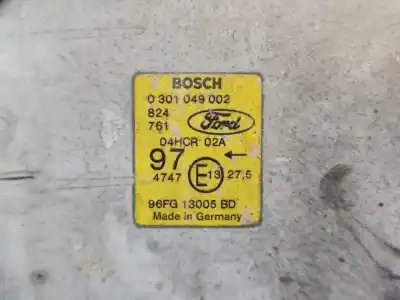 BOSCH
0 301 049 002
824
761
Ford
04HCR 02A
97
4747
E13
27,5
96FG 13005 BD
Made in Germany